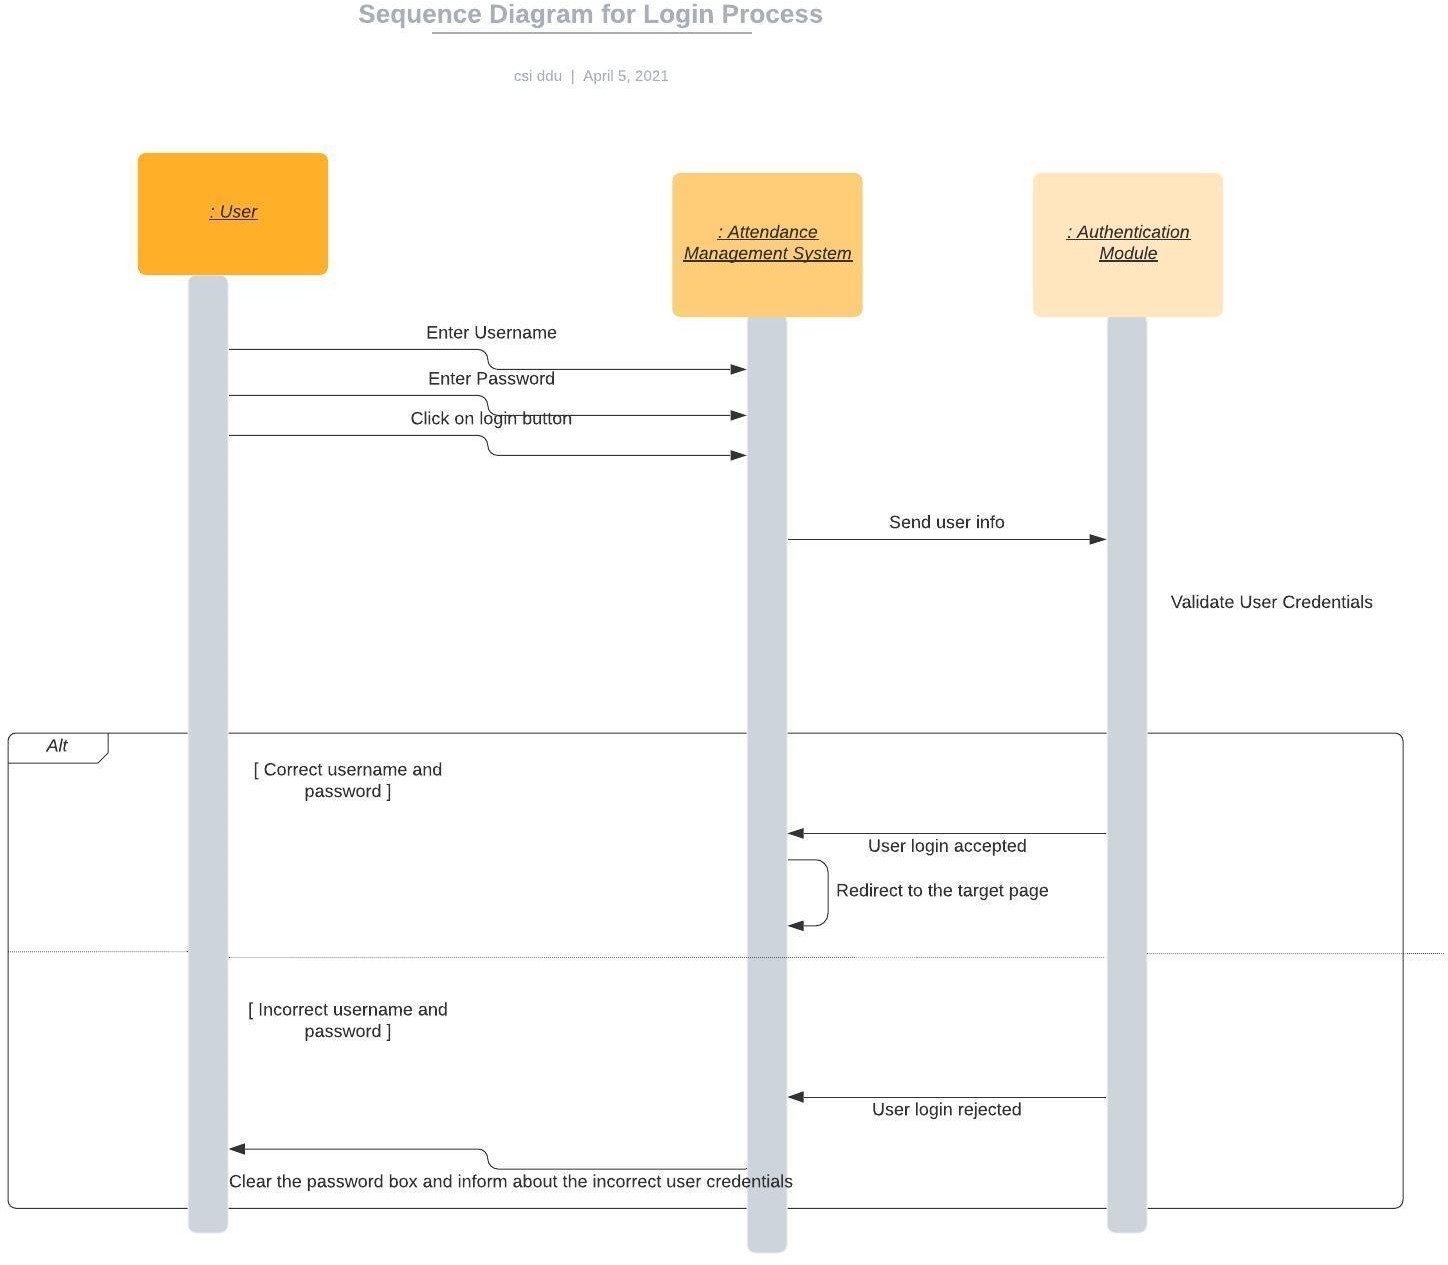 Sequence Diagram for Login Process
csi ddu | April 5, 2021
: User
: Attendance
Management System
: Authentication
Module
Enter Username
Enter Password
Click on login button
Send user info
Validate User Credentials
Alt
[ Correct username and
password ]
User login accepted
Redirect to the target page
[ Incorrect username and
password ]
User login rejected
Clear the password box and inform about the incorrect user credentials